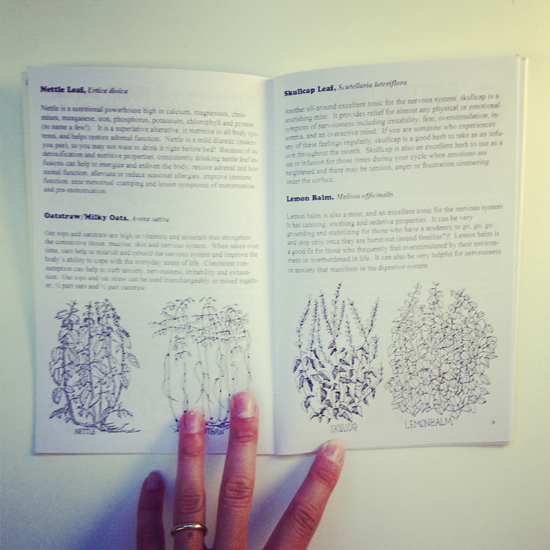 Nettle Leaf, Urtica dioica
Nettle is a nutritional powerhouse high in calcium, magnesium, chro-
mium, manganese, iron, phosphorus, potassium, chlorophyll and protein
(to name a few!). It is a superlative alterative, is nutritive to all body sys-
tems, and helps restore adrenal function. Nettle is a mild diuretic (makes
you pee), so you may not want to drink it right before bed! Because of its
detoxification and nutritive properties, consistently drinking nettle leaf in-
fusions can help to energize and enliven the body, restore adrenal and hor-
monal function, alleviate or reduce seasonal allergies, improve immune
function, ease menstrual cramping and lessen symptoms of menstruation
and pre-menstruation.
Oatstraw/Milky Oats, Avena sativa
Oat tops and oatstraw are high in vitamins and minerals that strengthen
the connective tissue, mucosa, skin and nervous system. When taken over
time, oats help to nourish and rebuild the nervous system and improve the
body's ability to cope with the everyday stress of life. Consistent con-
sumption can help to curb anxiety, nervousness, irritability and exhaus-
tion. Oat tops and oat straw can be used interchangeably or mixed togeth-
er, ½ part oats and ½ part oatstraw.
NETTLE
Skullcap Leaf, Scutellaria lateriflora
Another all-around excellent tonic for the nervous system, skullcap is a
nourishing mint. It provides relief for almost any physical or emotional
symptom of nervousness including irritability, fear, overstimulation, in-
somnia, and an overactive mind. If you are someone who experiences
any of these feelings regularly, skullcap is a good herb to take as an infu-
sion throughout the month. Skullcap is also an excellent herb to use as a
tea or infusion for those times during your cycle when emotions are
heightened and there may be tension, anger or frustration simmering
under the surface.
Lemon Balm, Melissa officinalis
Lemon balm is also a mint, and an excellent tonic for the nervous system.
It has calming, soothing and sedative properties. It can be very
grounding and stabilizing for those who have a tendency to go, go, go
and stop only once they are burnt out (sound familiar?)! Lemon balm is
a good for those who frequently feel overstimulated by their environ-
ment or overburdened in life. It can also be very helpful for nervousness
or anxiety that manifests in the digestive system.
SKULLCAP
LEMONBALM
9